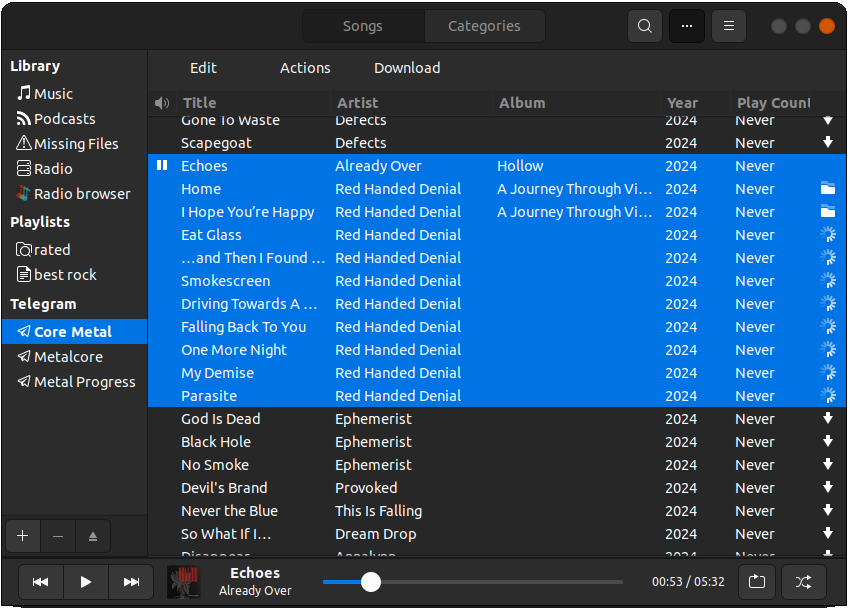 Songs Categories
Library
Music
Podcasts
Missing Files
Radio
Radio browser
Playlists
rated
best rock
Telegram
Core Metal
Metalcore
Metal Progress
Edit Actions Download
Title Artist Album Year Play Count
Gone To Waste Defects 2024 Never
Scapegoat Defects 2024 Never
Echoes Already Over Hollow 2024 Never
Home Red Handed Denial A Journey Through Vi... 2024 Never
I Hope You're Happy Red Handed Denial A Journey Through Vi... 2024 Never
Eat Glass Red Handed Denial 2024 Never
...and Then I Found ... Red Handed Denial 2024 Never
Smokescreen Red Handed Denial 2024 Never
Driving Towards A ... Red Handed Denial 2024 Never
Falling Back To You Red Handed Denial 2024 Never
One More Night Red Handed Denial 2024 Never
My Demise Red Handed Denial 2024 Never
Parasite Red Handed Denial 2024 Never
God Is Dead Ephemerist 2024 Never
Black Hole Ephemerist 2024 Never
No Smoke Ephemerist 2024 Never
Devil's Brand Provoked 2024 Never
Never the Blue This Is Falling 2024 Never
So What If I... Dream Drop 2024 Never
Disappear 2024 Never
Echoes
Already Over
00:53 / 05:32